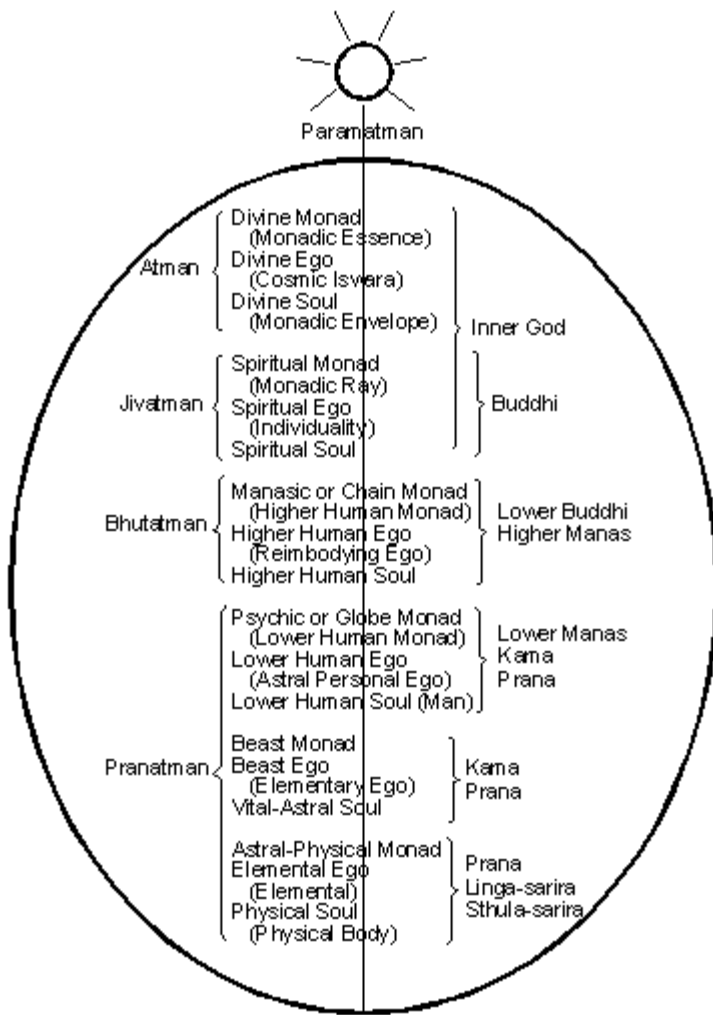 Paramatman
Atman
Divine Monad
(Monadic Essence)
Divine Ego
(Cosmic Iswara)
Divine Soul
(Monadic Envelope)
Inner God
Jivatman
Spiritual Monad
(Monadic Ray)
Spiritual Ego
(Individuality)
Spiritual Soul
Buddhi
Bhutatman
Manasic or Chain Monad
(Higher Human Monad)
Higher Human Ego
(Reimbodying Ego)
Higher Human Soul
Lower Buddhi
Higher Manas
Pranatman
Psychic or Globe Monad
(Lower Human Monad)
Lower Human Ego
(Astral Personal Ego)
Lower Human Soul (Man)
Lower Manas
Kama
Prana
Beast Monad
Beast Ego
(Elementary Ego)
Vital-Astral Soul
Kama
Prana
Astral-Physical Monad
Elemental Ego
(Elemental)
Physical Soul
(Physical Body)
Prana
Linga-sarira
Sthula-sarira